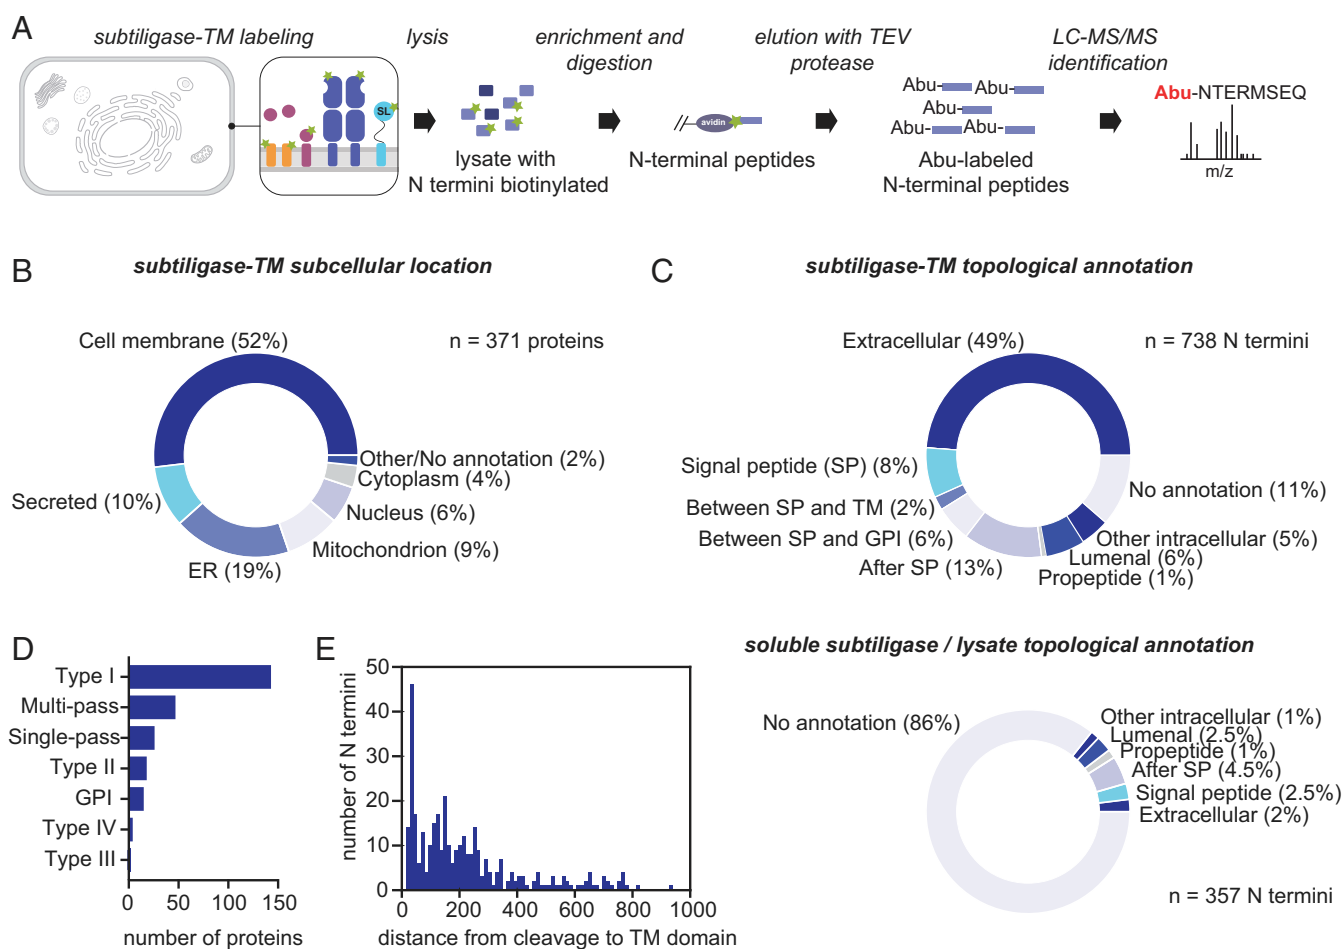 A
subtiligase-TM labeling
lysis
enrichment and
digestion
elution with TEV
protease
LC-MS/MS
identification
SL
avidin
Abu-
Abu-
Abu-
Abu-
Abu-
Abu-NTERMSEQ
m/z
lysate with
N termini biotinylated
N-terminal peptides
Abu-labeled
N-terminal peptides
B
subtiligase-TM subcellular location
Cell membrane (52%)
n = 371 proteins
Other/No annotation (2%)
Cytoplasm (4%)
Nucleus (6%)
Mitochondrion (9%)
ER (19%)
Secreted (10%)
C
subtiligase-TM topological annotation
Extracellular (49%)
n = 738 N termini
Signal peptide (SP) (8%)
Between SP and TM (2%)
Between SP and GPI (6%)
After SP (13%)
Propeptide (1%)
Lumenal (6%)
Other intracellular (5%)
No annotation (11%)
soluble subtiligase / lysate topological annotation
No annotation (86%)
Other intracellular (1%)
Lumenal (2.5%)
Propeptide (1%)
After SP (4.5%)
Signal peptide (2.5%)
Extracellular (2%)
n = 357 N termini
D
Type I
Multi-pass
Single-pass
Type II
GPI
Type IV
Type III
0 50 100 150
number of proteins
E
number of N termini
50
40
30
20
10
0
0 200 400 600 800 1000
distance from cleavage to TM domain